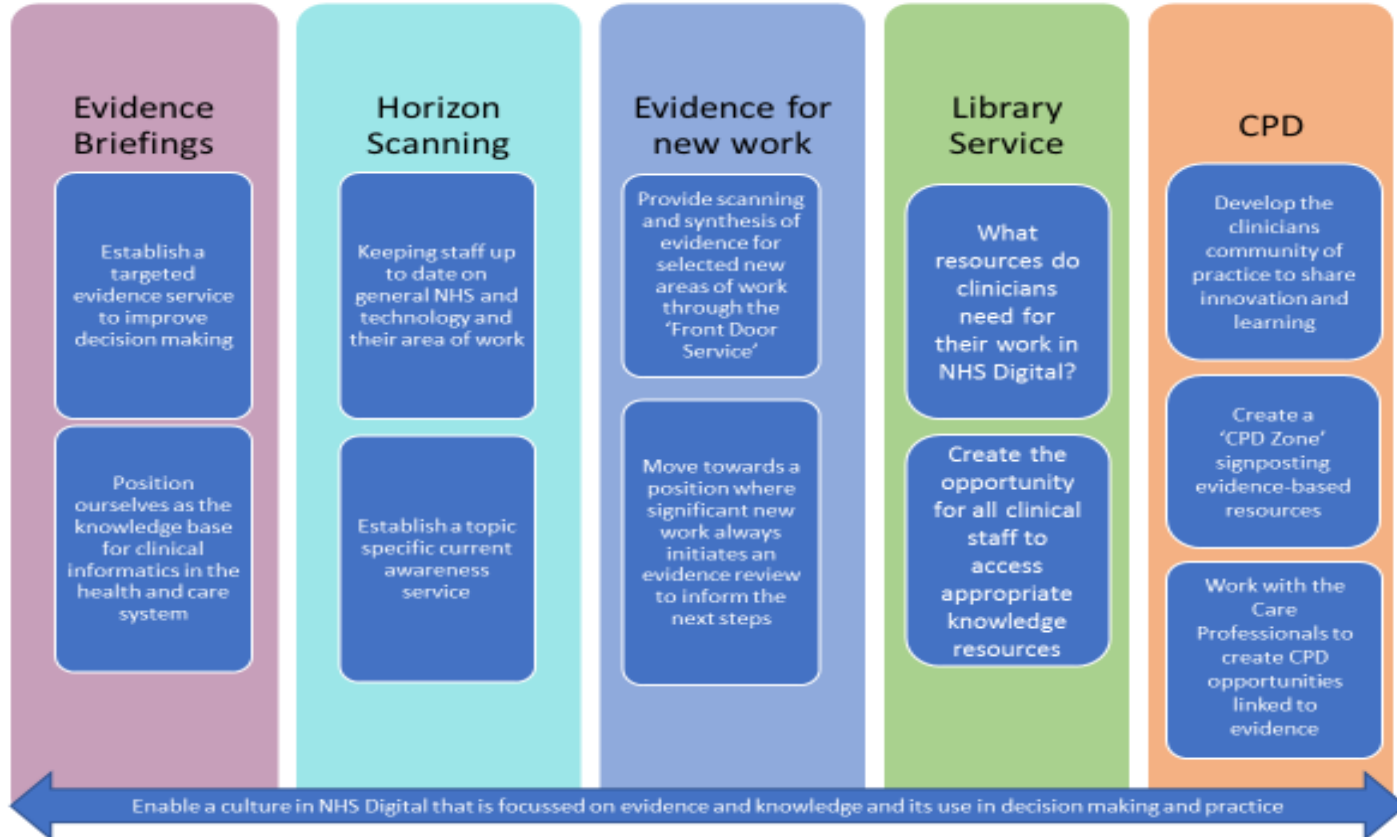 Evidence
Briefings
Establish a
targeted
evidence service
to improve
decision making
Position
ourselves as the
knowledge base
for clinical
informatics in the
health and care
system
Horizon
Scanning
Keeping staff up
to date on
general NHS and
technology and
their area of work
Establish a topic
specific current
awareness
service
Evidence for
new work
Provide scanning
and synthesis of
evidence for
selected new
areas of work
through the
‘Front Door
Service’
Move towards a
position where
significant new
work always
initiates an
evidence review
to inform the
next steps
Library
Service
What
resources do
clinicians
need for
their work in
NHS Digital?
Create the
opportunity
for all clinical
staff to
access
appropriate
knowledge
resources
CPD
Develop the
clinicians
community of
practice to share
innovation and
learning
Create a
‘CPD Zone’
signposting
evidence-based
resources
Work with the
Care
Professionals to
create CPD
opportunities
linked to
evidence
Enable a culture in NHS Digital that is focussed on evidence and knowledge and its use in decision making and practice